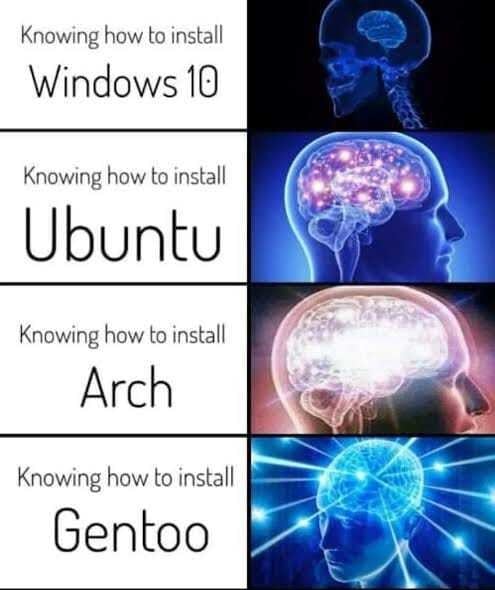 Knowing how to install
Windows 10
Knowing how to install
Ubuntu
Knowing how to install
Arch
Knowing how to install
Gentoo